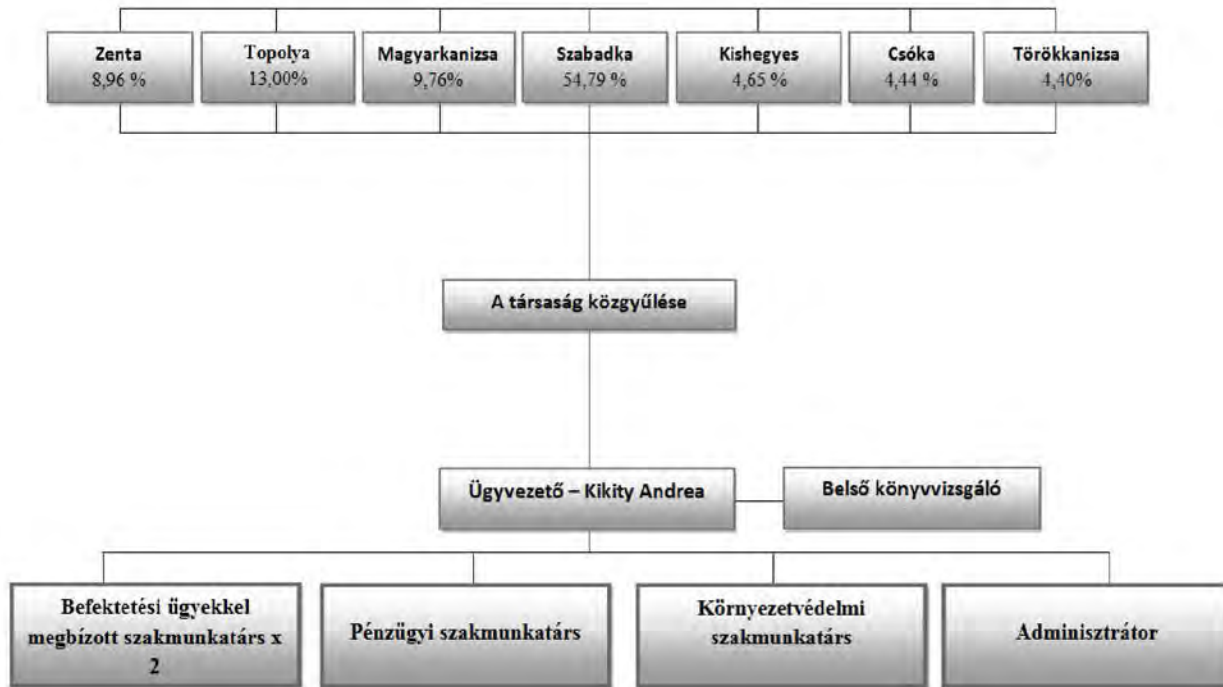 Zenta
8,96 %
Topolya
13,00%
Magyarkanizsa
9,76%
Szabadka
54,79 %
Kishegyes
4,65 %
Csóka
4,44 %
Törökkanizsa
4,40%
A társaság közgyűlése
Ügyvezető – Kikity Andrea
Belső könyvvizsgáló
Befektetési ügyekkel
megbízott szakmunkatárs x
2
Pénzügyi szakmunkatárs
Környezetvédelmi
szakmunkatárs
Adminisztrátor